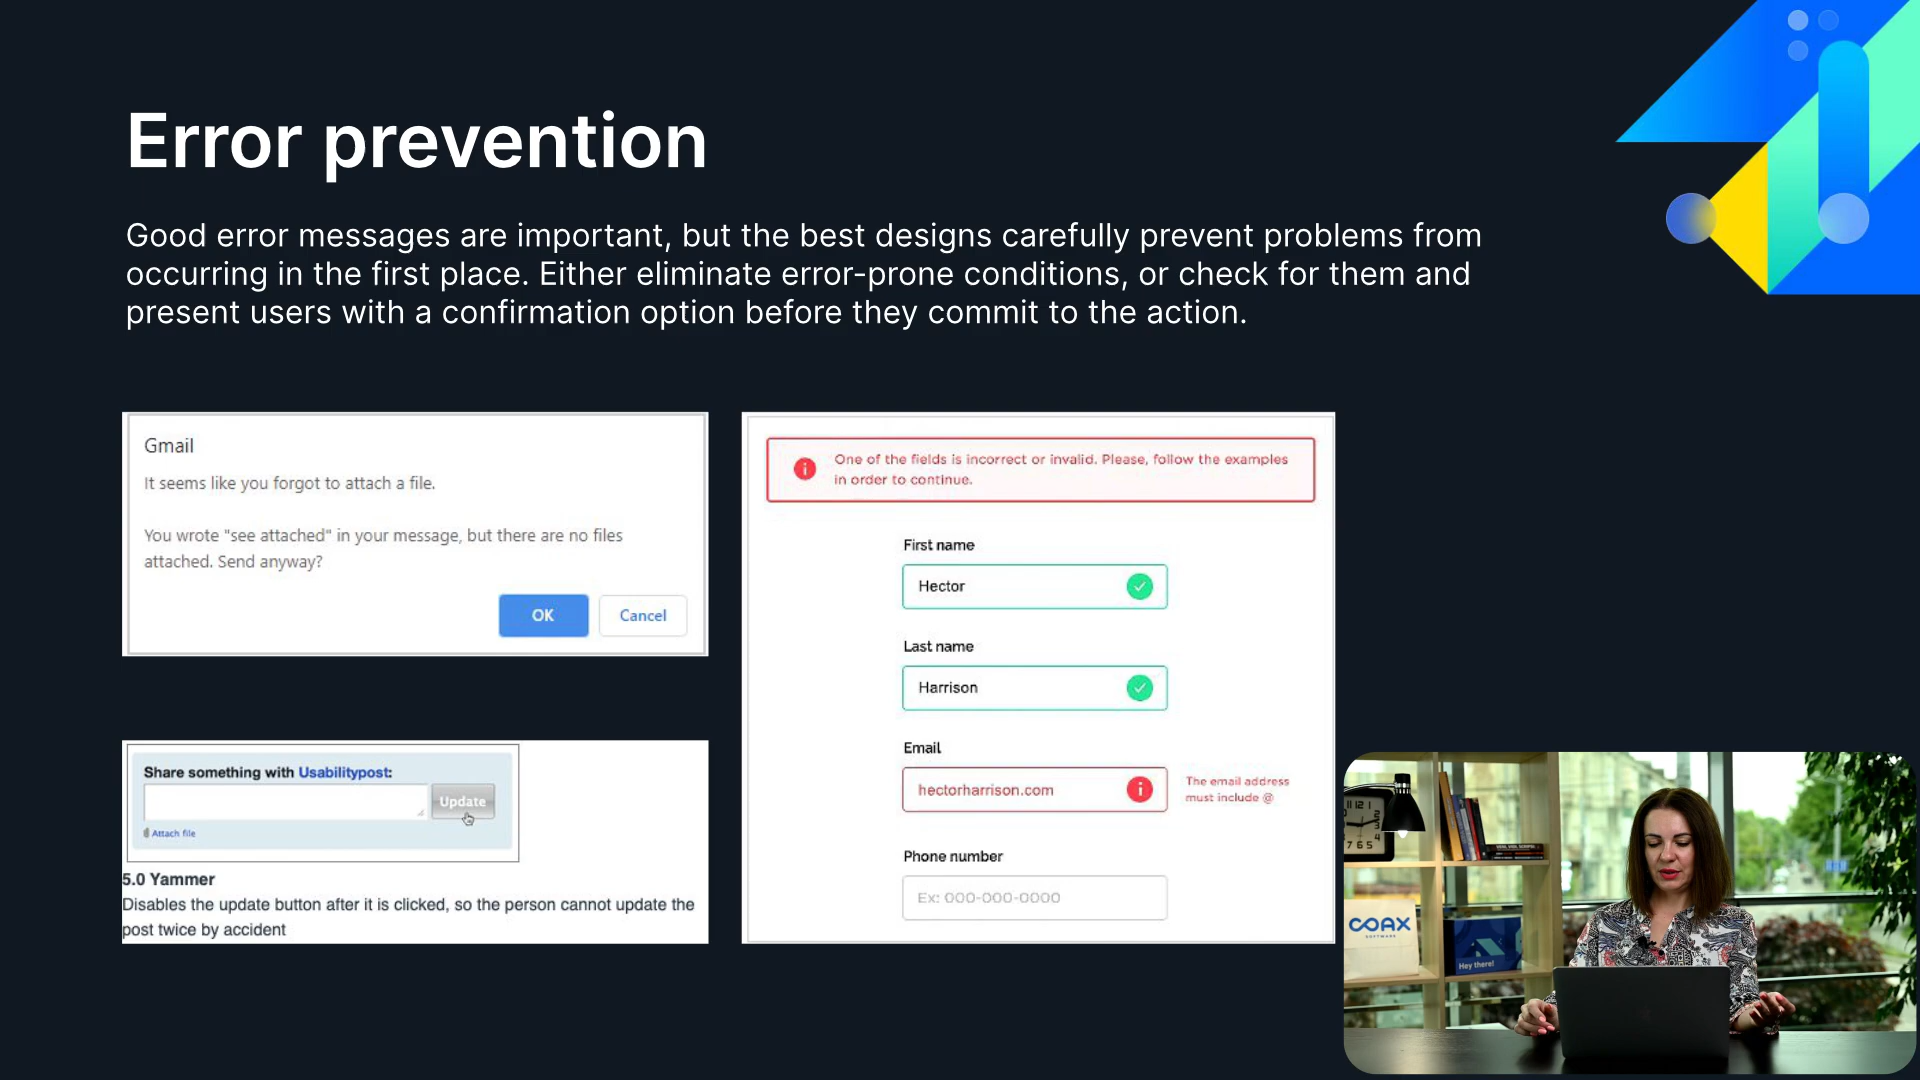 Error prevention
Good error messages are important, but the best designs carefully prevent problems from
occurring in the first place. Either eliminate error-prone conditions, or check for them and
present users with a confirmation option before they commit to the action.
Gmail
It seems like you forgot to attach a file.
You wrote "see attached" in your message, but there are no files
attached. Send anyway?
OK
Cancel
Share something with Usabilitypost:
Update
Attach file
5.0 Yammer
Disables the update button after it is clicked, so the person cannot update the
post twice by accident
One of the fields is incorrect or invalid. Please, follow the examples
in order to continue.
First name
Hector
Last name
Harrison
Email
hectorharrison.com
The email address
must include @
Phone number
Ex: 000-000-0000
COAX
SOFTWARE
Hey there!